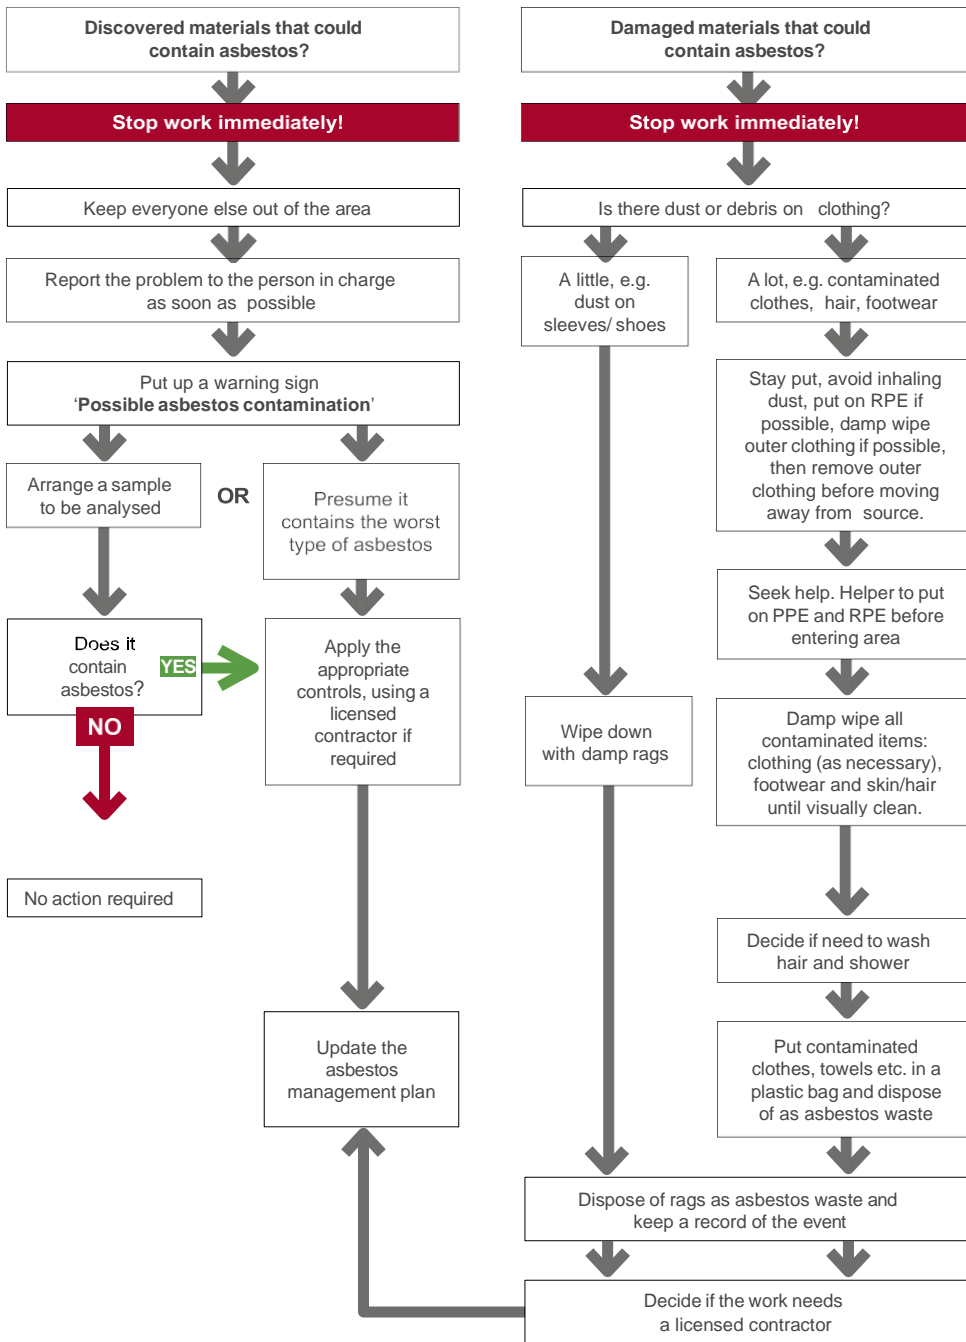 Discovered materials that could
contain asbestos?
Stop work immediately!
Keep everyone else out of the area
Report the problem to the person in charge
as soon as possible
Put up a warning sign
‘Possible asbestos contamination’
Arrange a sample
to be analysed
OR
Presume it
contains the worst
type of asbestos
Does it
contain
asbestos?
YES
NO
No action required
Apply the
appropriate
controls, using a
licensed
contractor if
required
Update the
asbestos
management plan
Damaged materials that could
contain asbestos?
Stop work immediately!
Is there dust or debris on clothing?
A little, e.g.
dust on
sleeves/ shoes
Wipe down
with damp rags
A lot, e.g. contaminated
clothes, hair, footwear
Stay put, avoid inhaling
dust, put on RPE if
possible, damp wipe
outer clothing if possible,
then remove outer
clothing before moving
away from source.
Seek help. Helper to put
on PPE and RPE before
entering area
Damp wipe all
contaminated items:
clothing (as necessary),
footwear and skin/hair
until visually clean.
Decide if need to wash
hair and shower
Put contaminated
clothes, towels etc. in a
plastic bag and dispose
of as asbestos waste
Dispose of rags as asbestos waste and
keep a record of the event
Decide if the work needs
a licensed contractor